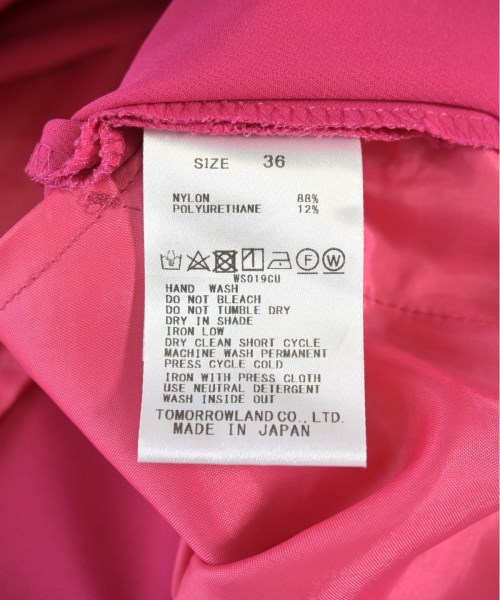 SIZE 36
NYLON 88%
POLYURETHANE 12%
F W
WS019CU
HAND WASH
DO NOT BLEACH
DO NOT TUMBLE DRY
DRY IN SHADE
IRON LOW
DRY CLEAN SHORT CYCLE
MACHINE WASH PERMANENT
PRESS CYCLE COLD
IRON WITH PRESS CLOTH
USE NEUTRAL DETERGENT
WASH INSIDE OUT
TOMORROWLAND CO., LTD.
MADE IN JAPAN